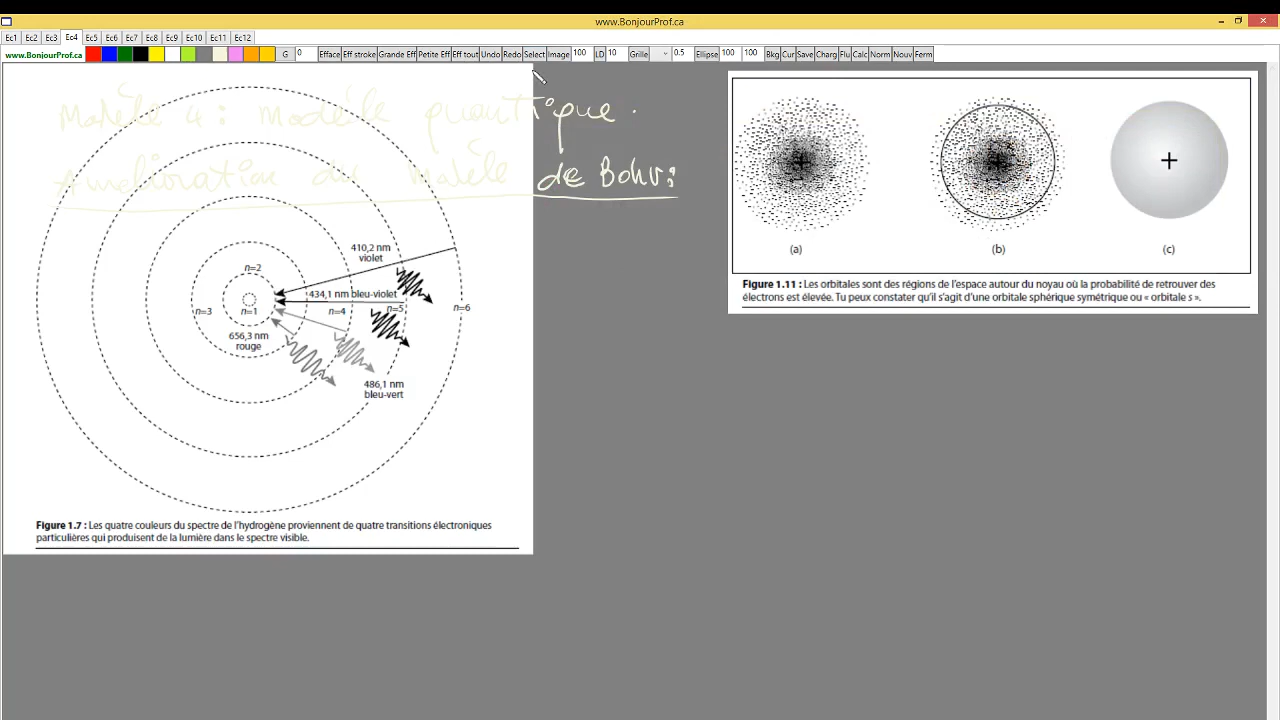 www.BonjourProf.ca
Ec1 Ec2 Ec3 Ec4 Ec5 Ec6 Ec7 Ec8 Ec9 Ec10 Ec11 Ec12
www.BonjourProf.ca G 0 Efface Eff stroke Grande Eff Petite Eff Eff tout Undo Redo Select Image 100 LD 10 Grille 0.5 Ellipse 100 100 Bkg Cur Save Charg Flu Calc Norm Nouv Ferm
Modèle 4 : modèle quantique.
Amélioration du modèle de Bohr :
410,2 nm
violet
n=2
434,1 nm bleu-violet
n=3 n=1 n=4 n=5 n=6
656,3 nm
rouge
486,1 nm
bleu-vert
Figure 1.7 : Les quatre couleurs du spectre de l'hydrogène proviennent de quatre transitions électroniques
particulières qui produisent de la lumière dans le spectre visible.
+ + +
(a) (b) (c)
Figure 1.11 : Les orbitales sont des régions de l'espace autour du noyau où la probabilité de retrouver des
électrons est élevée. Tu peux constater qu'il s'agit d'une orbitale sphérique symétrique ou « orbitale s ».